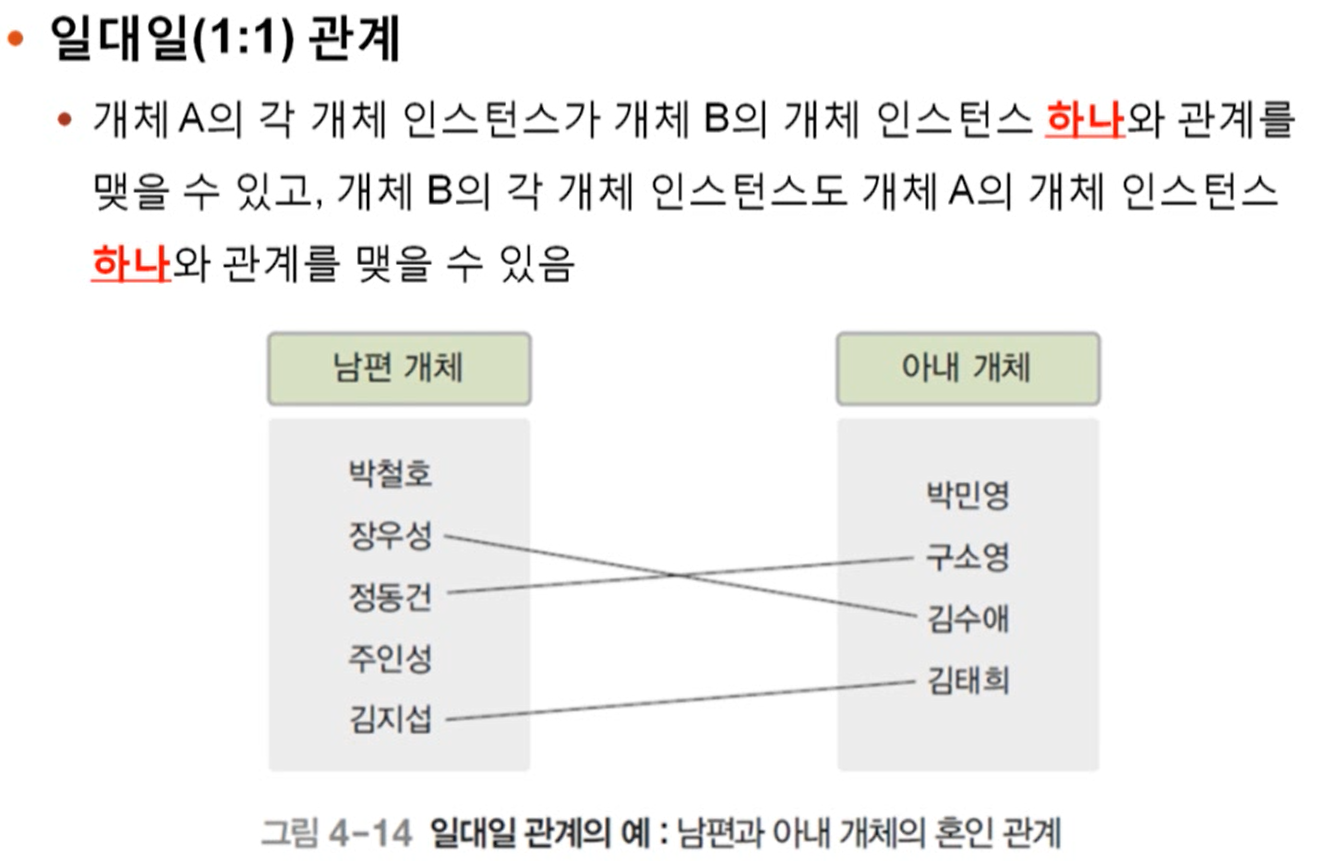 • 일대일(1:1) 관계
• 개체 A의 각 개체 인스턴스가 개체 B의 개체 인스턴스 하나와 관계를
맺을 수 있고, 개체 B의 각 개체 인스턴스도 개체 A의 개체 인스턴스
하나와 관계를 맺을 수 있음
남편 개체
박철호
장우성
정동건
주인성
김지섭
아내 개체
박민영
구소영
김수애
김태희
그림 4-14 일대일 관계의 예 : 남편과 아내 개체의 혼인 관계